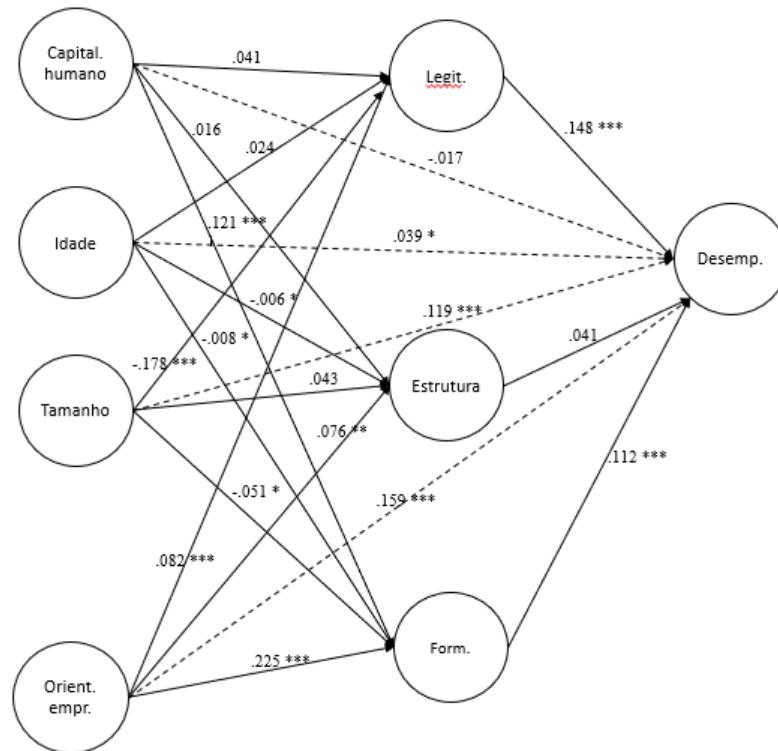 Capital.
humano
.041
Legit.
.016
.024
-.017
.148 ***
Idade
.121 ***
.039 *
Desemp.
-.006 *
.119 ***
-.008 *
.041
-.178 ***
.043
Estrutura
Tamanho
.076 **
.112 ***
-.051 *
.159 ***
.082 ***
.225 ***
Form.
Orient.
empr.